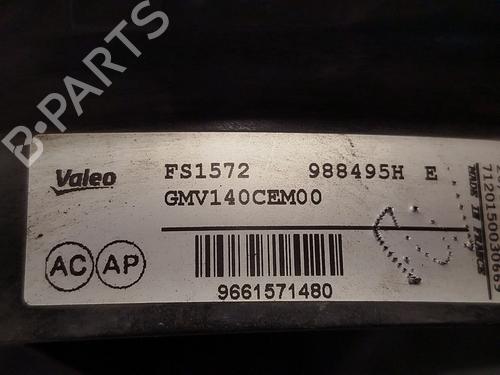 B-PARTS
Valeo
FS1572 988495H E
GMV140CEM00
AC AP
9661571480
MADE IN FRANCE